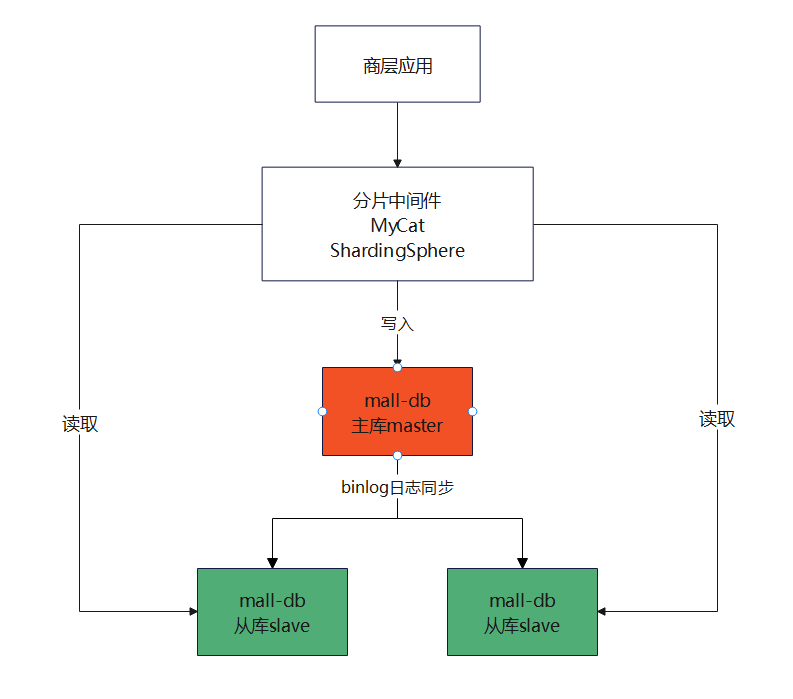 商层应用
分片中间件
MyCat
ShardingSphere
写入
读取
读取
mall-db
主库master
binlog日志同步
mall-db
从库slave
mall-db
从库slave